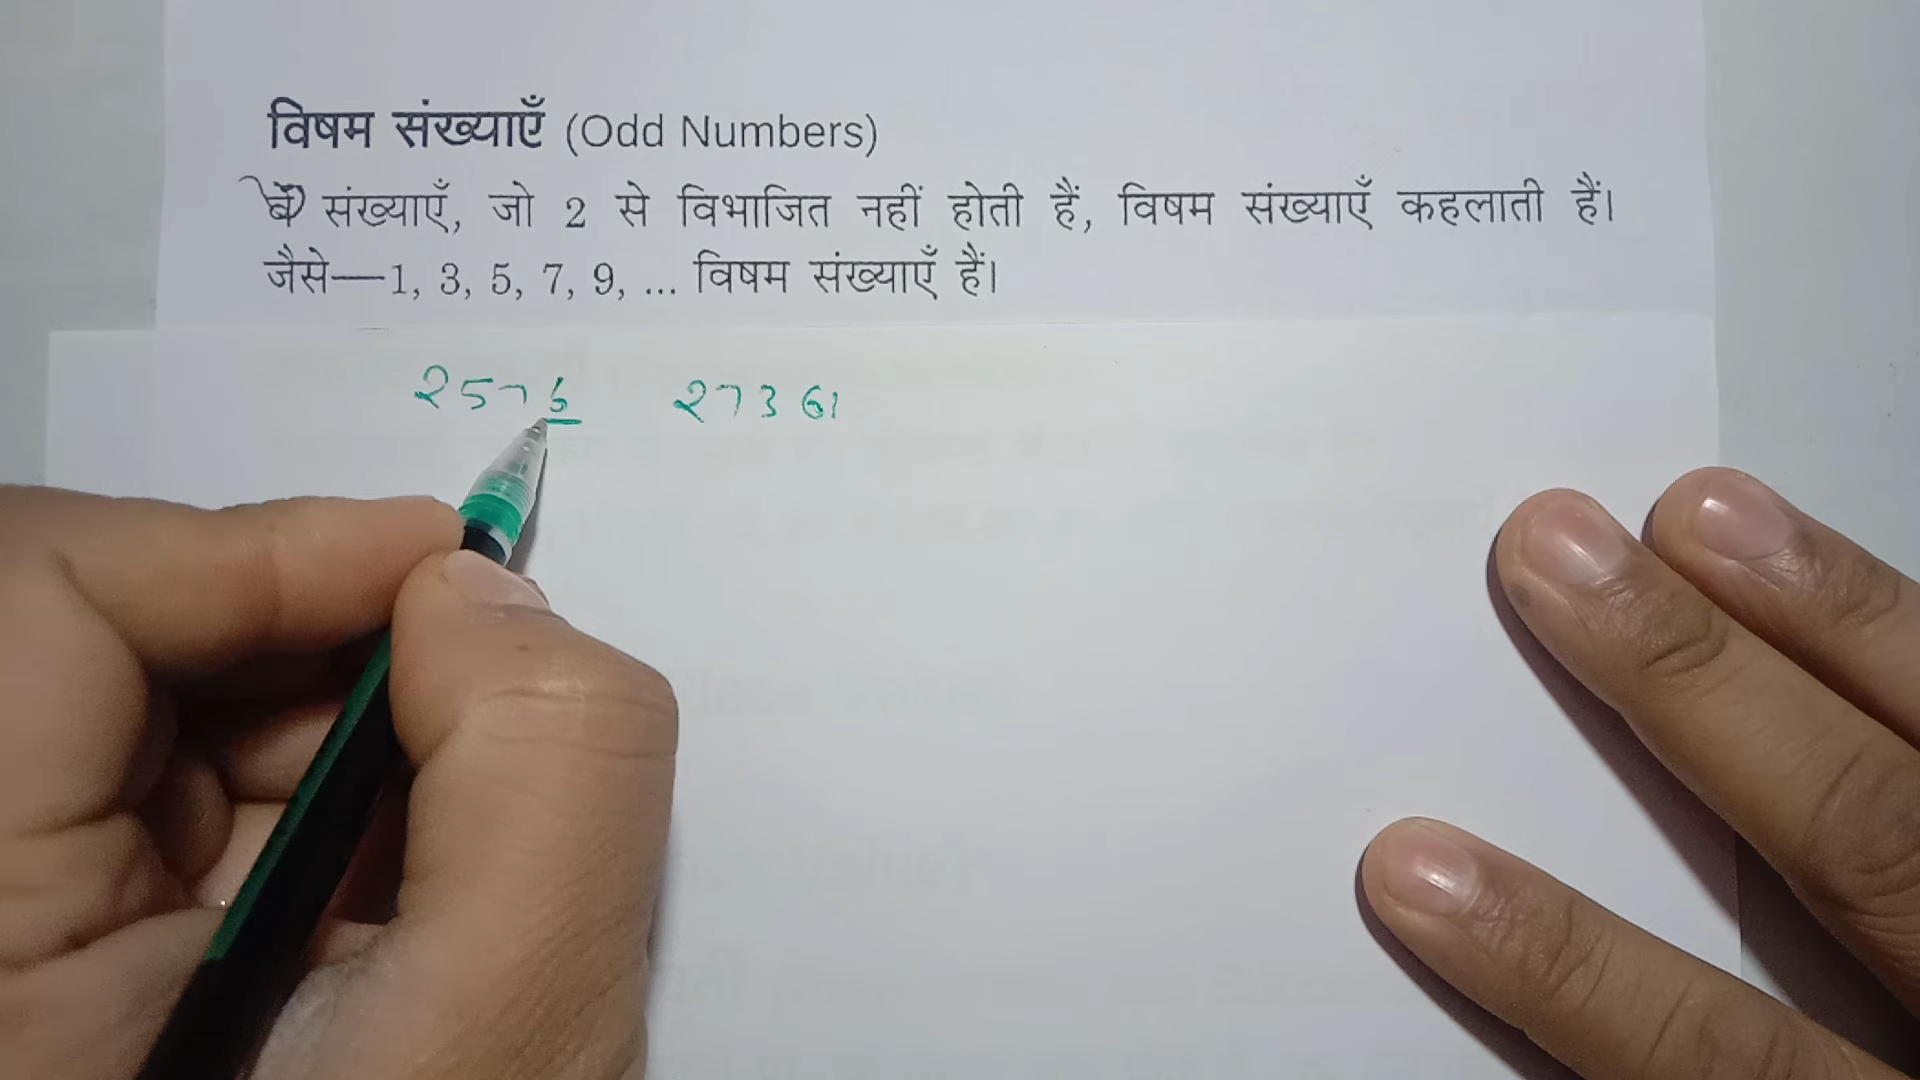 विषम संख्याएँ (Odd Numbers)
वे संख्याएँ, जो 2 से विभाजित नहीं होती हैं, विषम संख्याएँ कहलाती हैं।
जैसे—1, 3, 5, 7, 9, ... विषम संख्याएँ हैं।
2576 27361